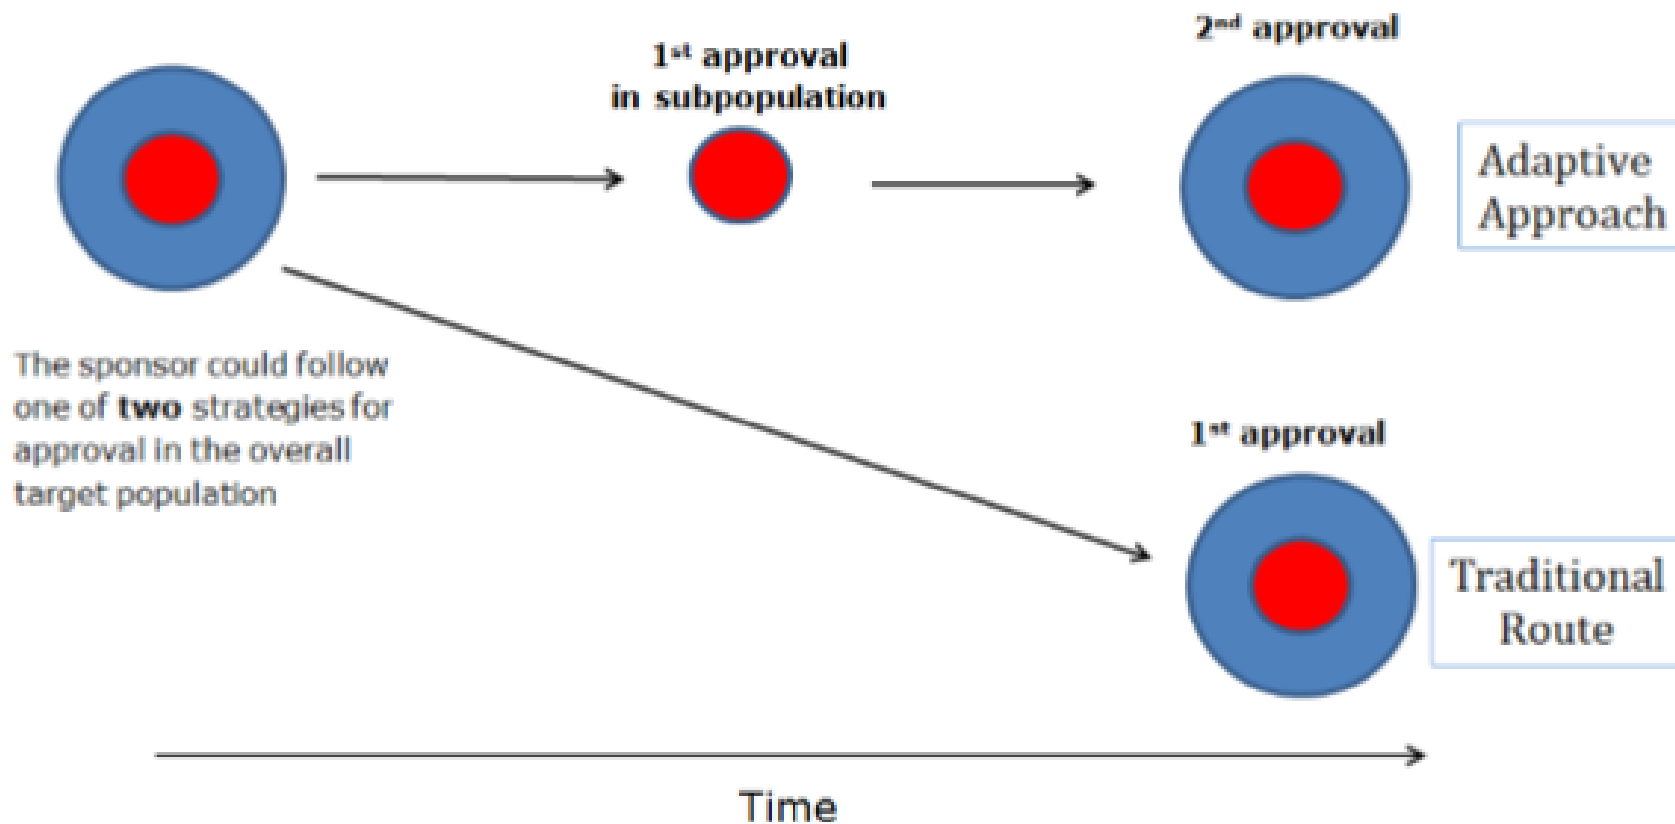 2nd approval
1st approval
in subpopulation
Adaptive
Approach
The sponsor could follow
one of two strategies for
approval in the overall
target population
1st approval
Traditional
Route
Time